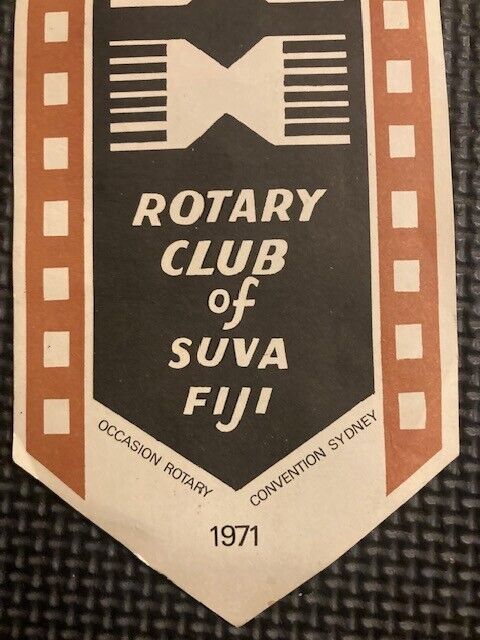 ROTARY
CLUB
of
SUVA
FIJI
OCCASION ROTARY CONVENTION SYDNEY
1971